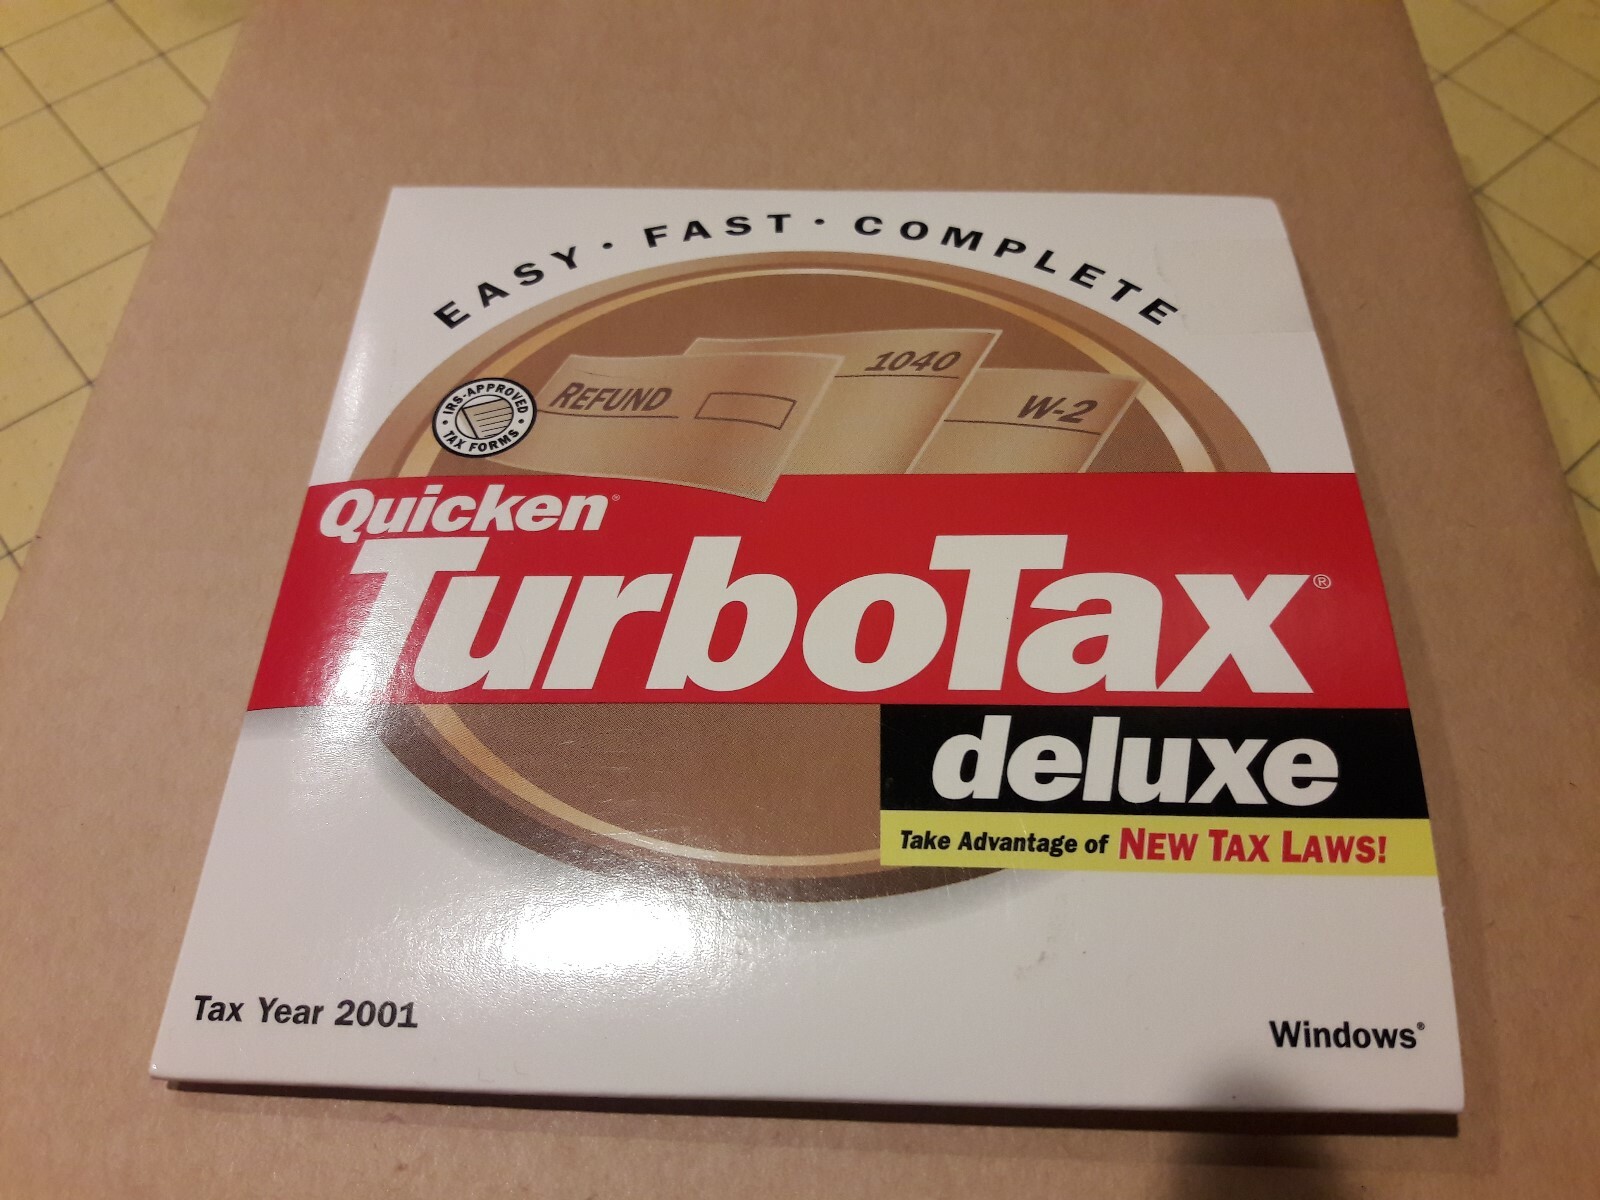 EASY · FAST · COMPLETE
1040
REFUND
W-2
· IRS-APPROVED ·
TAX FORMS
Quicken®
TurboTax®
deluxe
Take Advantage of NEW TAX LAWS!
Tax Year 2001
Windows®